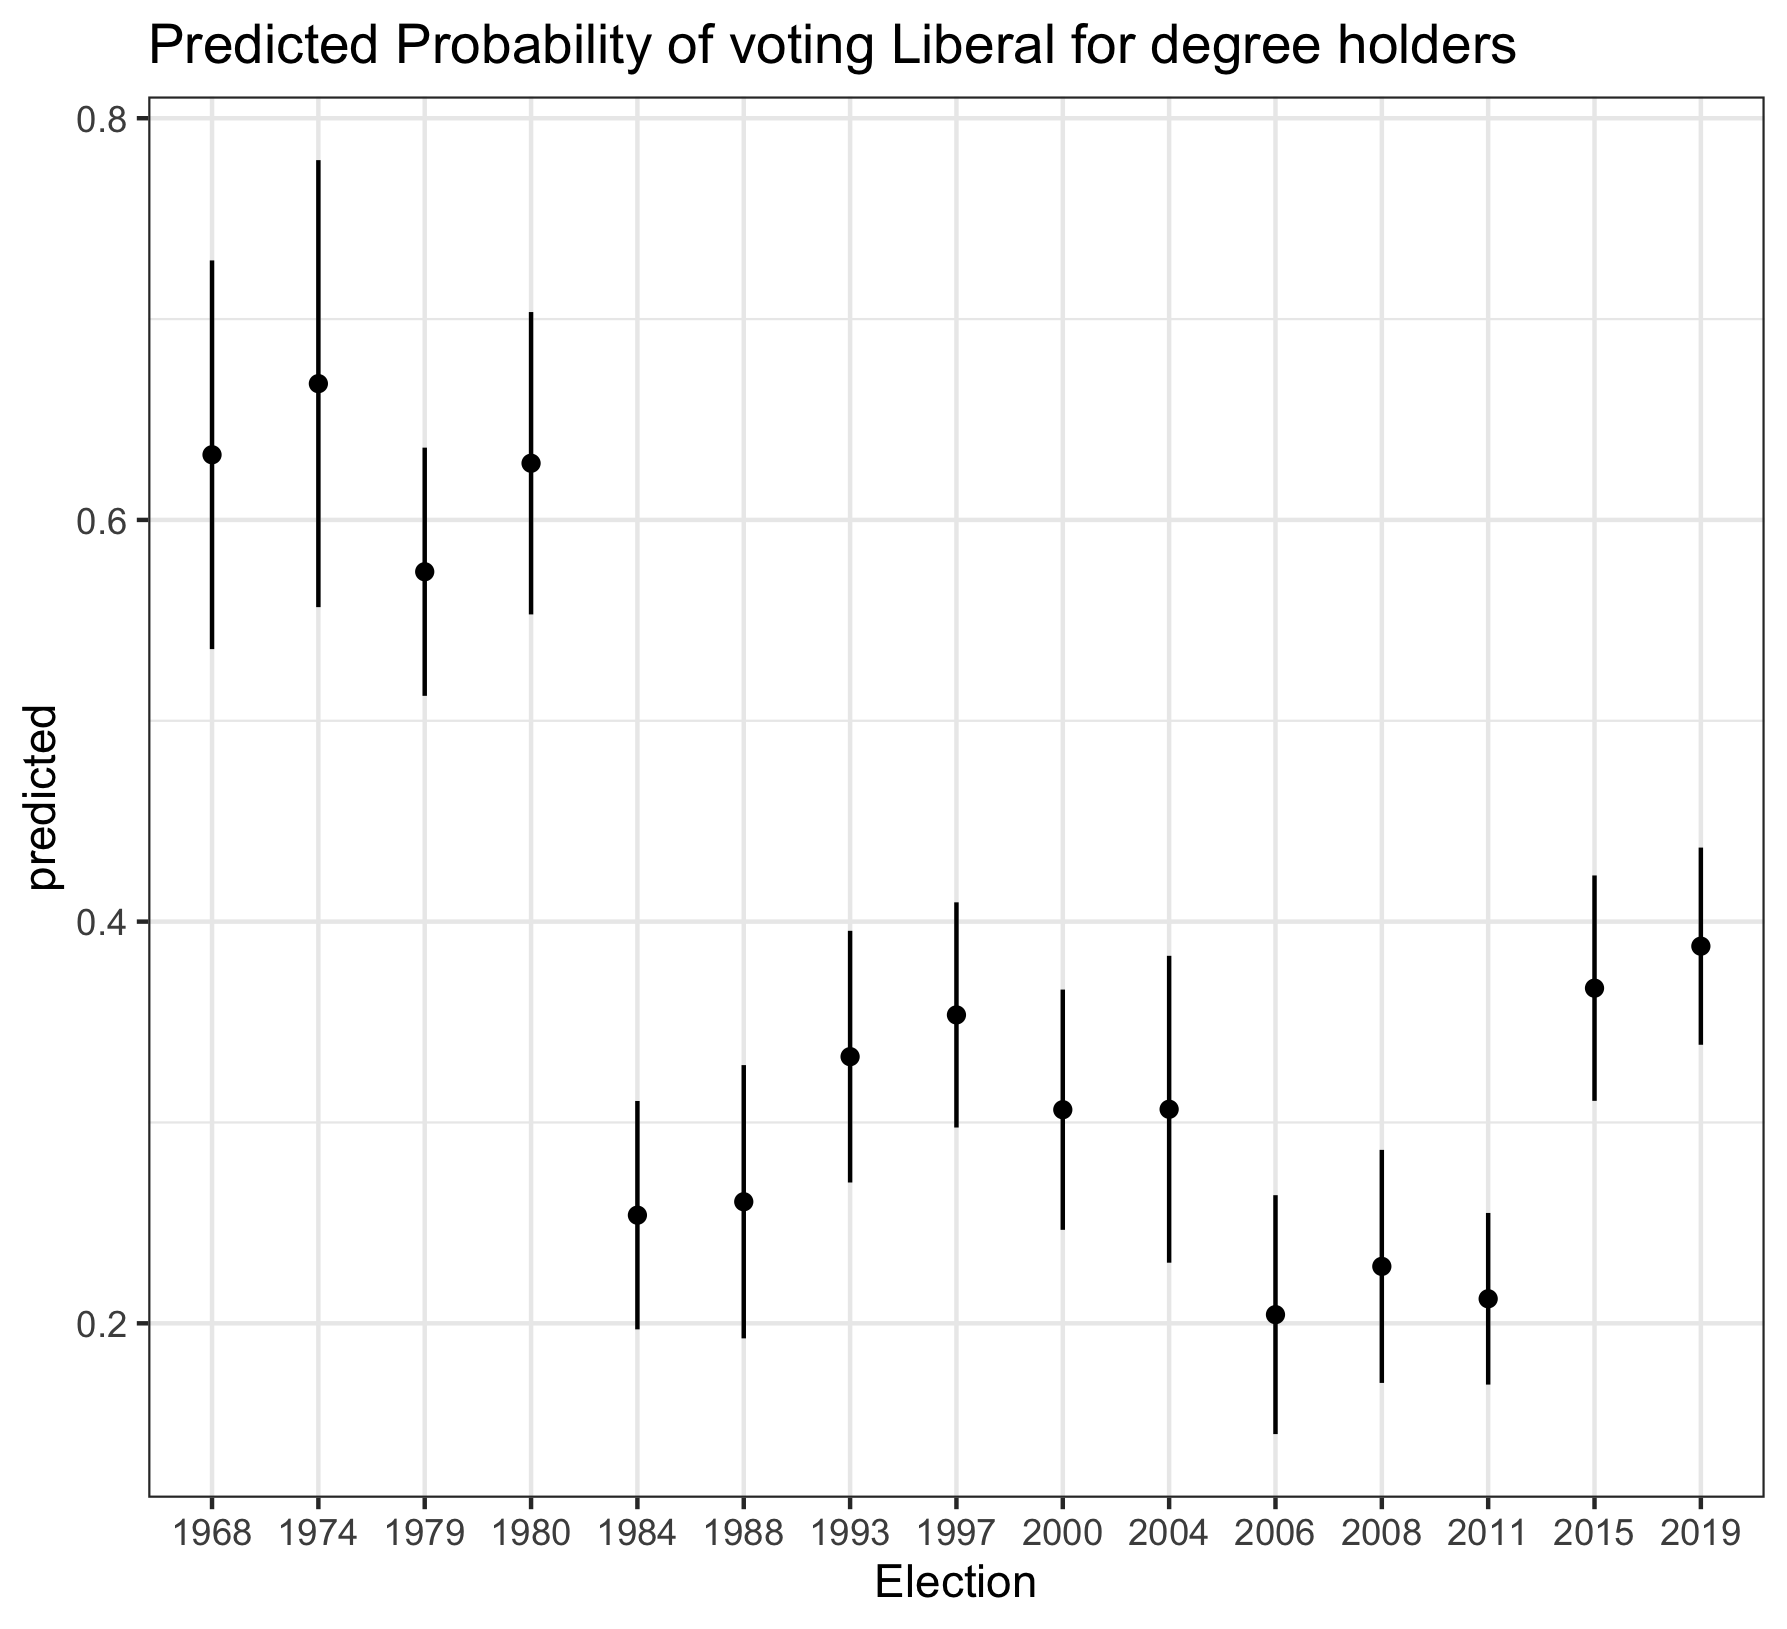 Predicted Probability of voting Liberal for degree holders
0.8
0.6
0.4
0.2
predicted
1968 1974 1979 1980 1984 1988 1993 1997 2000 2004 2006 2008 2011 2015 2019
Election